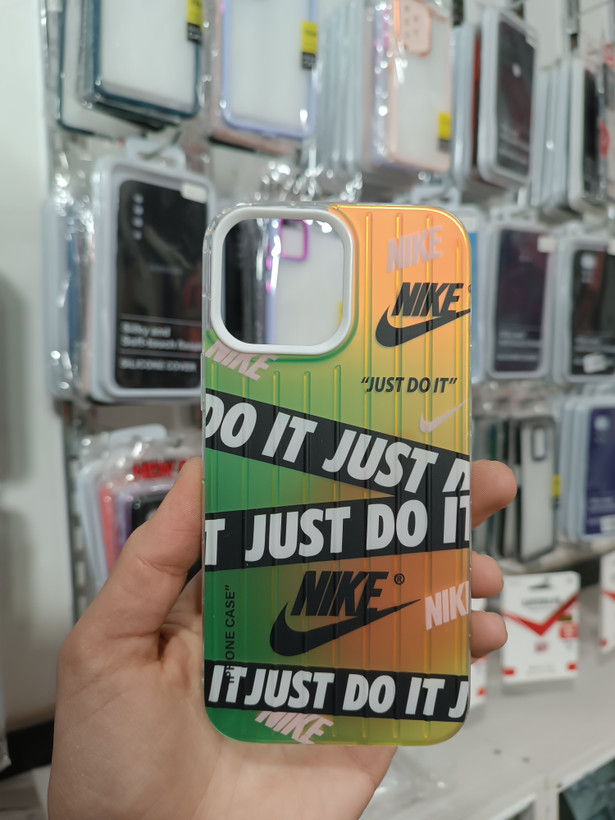 NIKE
NIKE
"JUST DO IT"
NIKE
DO IT JUST
T JUST DO IT
NIKE ®
NIK
PHONE CASE"
IT JUST DO IT J
NIKE
Silky and
Soft-touch
SILICONE COVER